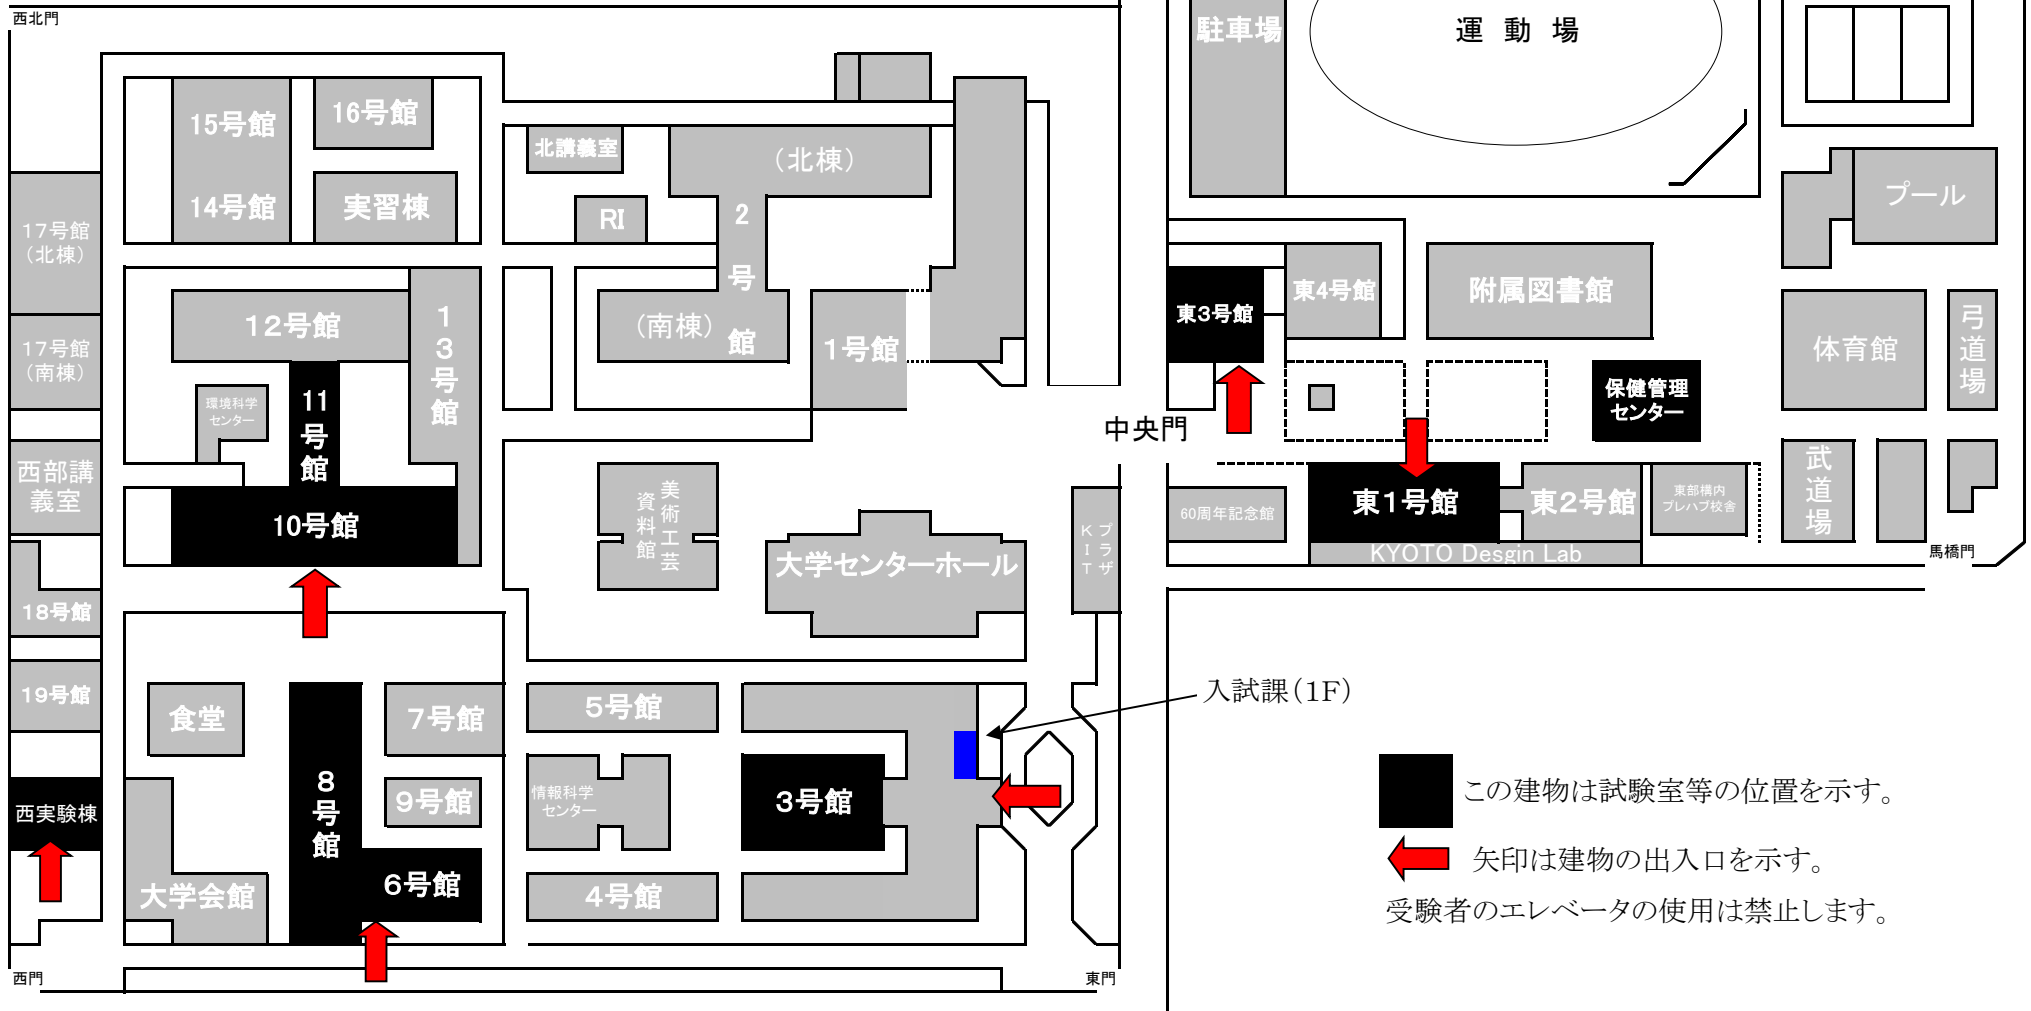 西北門
駐車場
運 動 場
15号館
16号館
14号館
実習棟
北講義室
(北棟)
RI
2号館
(南棟)
1号館
17号館
(北棟)
17号館
(南棟)
12号館
13号館
環境科学
センター
11号館
10号館
西部講
義室
18号館
19号館
西実験棟
美術工芸
資料館
大学センターホール
KIT
プラザ
中央門
東3号館
東4号館
附属図書館
プール
体育館
弓道場
保健管理
センター
60周年記念館
東1号館
東2号館
東部構内
プレハブ校舎
武道場
KYOTO Desgin Lab
馬橋門
食堂
8号館
7号館
9号館
6号館
大学会館
5号館
情報科学
センター
4号館
3号館
入試課(1F)
西門
東門
この建物は試験室等の位置を示す。
矢印は建物の出入口を示す。
受験者のエレベータの使用は禁止します。